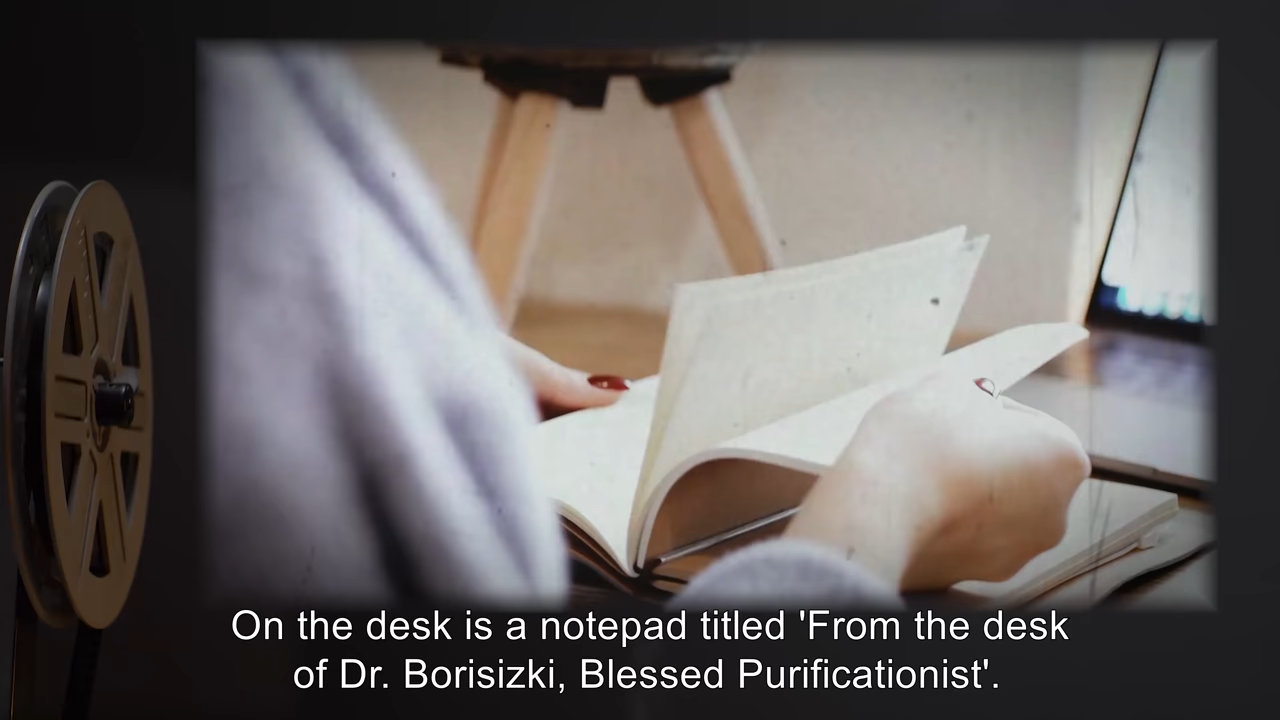 On the desk is a notepad titled 'From the desk
of Dr. Borisizki, Blessed Purificationist'.